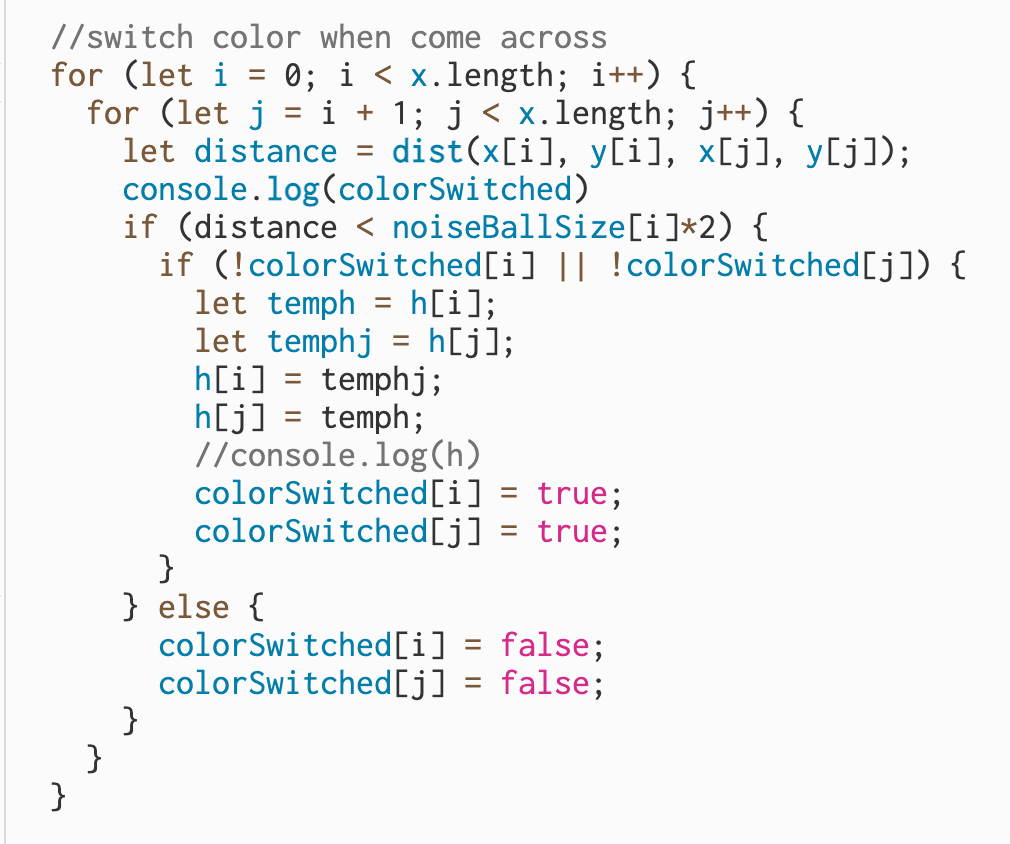 //switch color when come across
for (let i = 0; i < x.length; i++) {
  for (let j = i + 1; j < x.length; j++) {
    let distance = dist(x[i], y[i], x[j], y[j]);
    console.log(colorSwitched)
    if (distance < noiseBallSize[i]*2) {
      if (!colorSwitched[i] || !colorSwitched[j]) {
        let temph = h[i];
        let temphj = h[j];
        h[i] = temphj;
        h[j] = temph;
        //console.log(h)
        colorSwitched[i] = true;
        colorSwitched[j] = true;
      }
    } else {
      colorSwitched[i] = false;
      colorSwitched[j] = false;
    }
  }
}